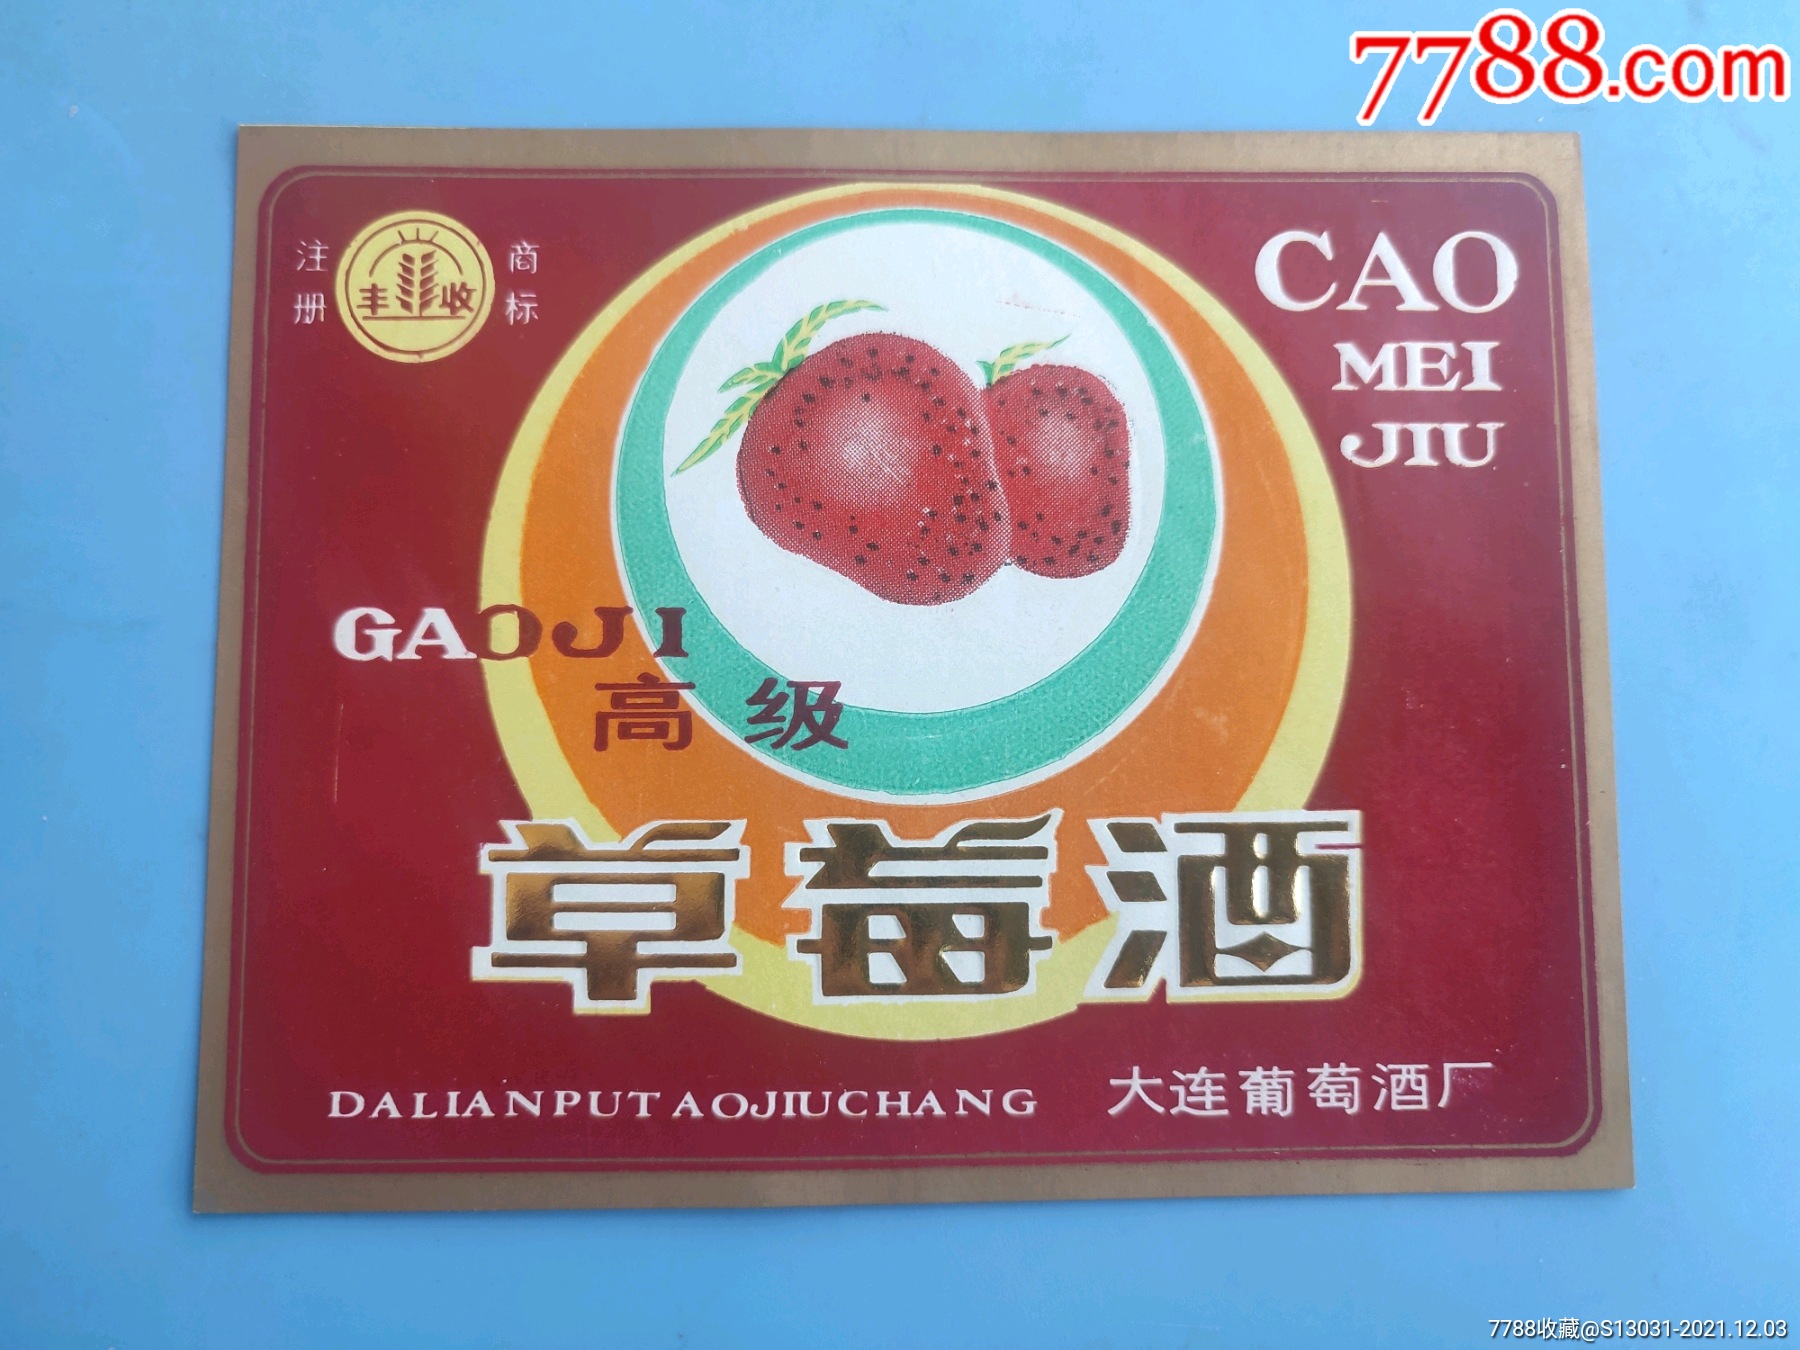 7788.com
注册
丰收
商标
CAO
MEI
JIU
GAOJI
高级
草莓酒
DALIANPUTAOJIUCHANG
大连葡萄酒厂
7788收藏@S13031-2021.12.03